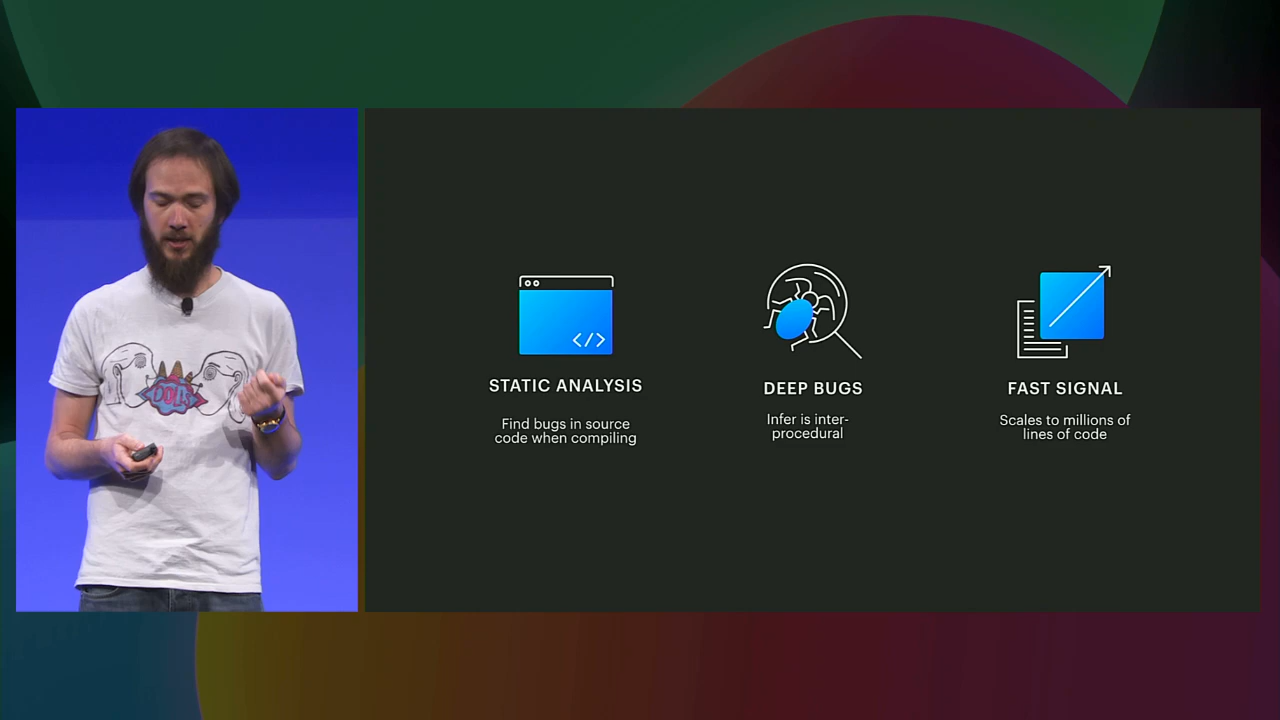 STATIC ANALYSIS
Find bugs in source
code when compiling
DEEP BUGS
Infer is inter-
procedural
FAST SIGNAL
Scales to millions of
lines of code
</>